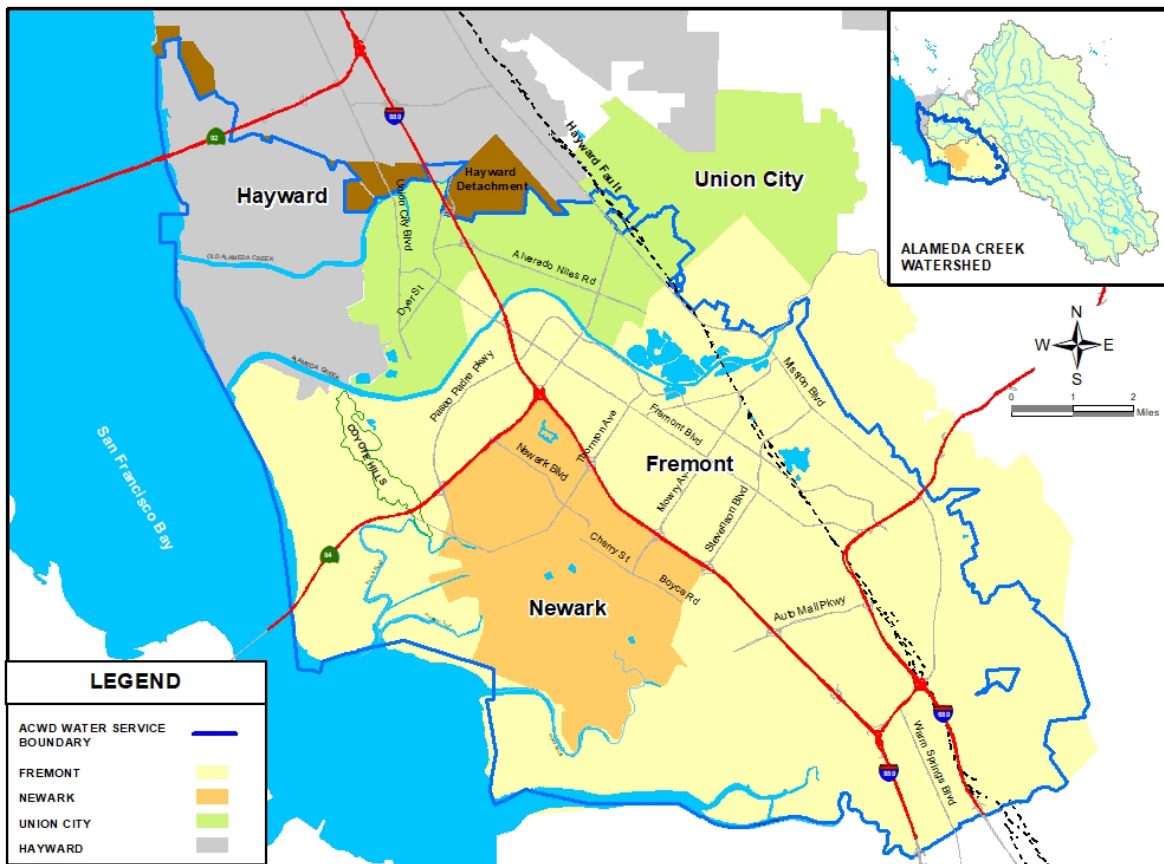 ALAMEDA CREEK
WATERSHED
N
W
E
S
0
1
2
Miles
92
880
Hayward
Hayward
Detachment
Hayward Fault
Union City
Union City
Blvd
OLD ALAMEDA CREEK
Alvaredo Niles Rd
Dyer St
ALAMEDA CREEK
Paseo Padre Pkwy
Mission Blvd
COYOTE HILLS
Thornton Ave
Fremont Blvd
Newark Blvd
Fremont
Mowry Av
Stevenson Blvd
San Francisco Bay
84
Cherry St
Boyce Rd
Newark
Auto Mall Pkwy
680
Warm Springs Blvd
880
LEGEND
ACWD WATER SERVICE
BOUNDARY
FREMONT
NEWARK
UNION CITY
HAYWARD